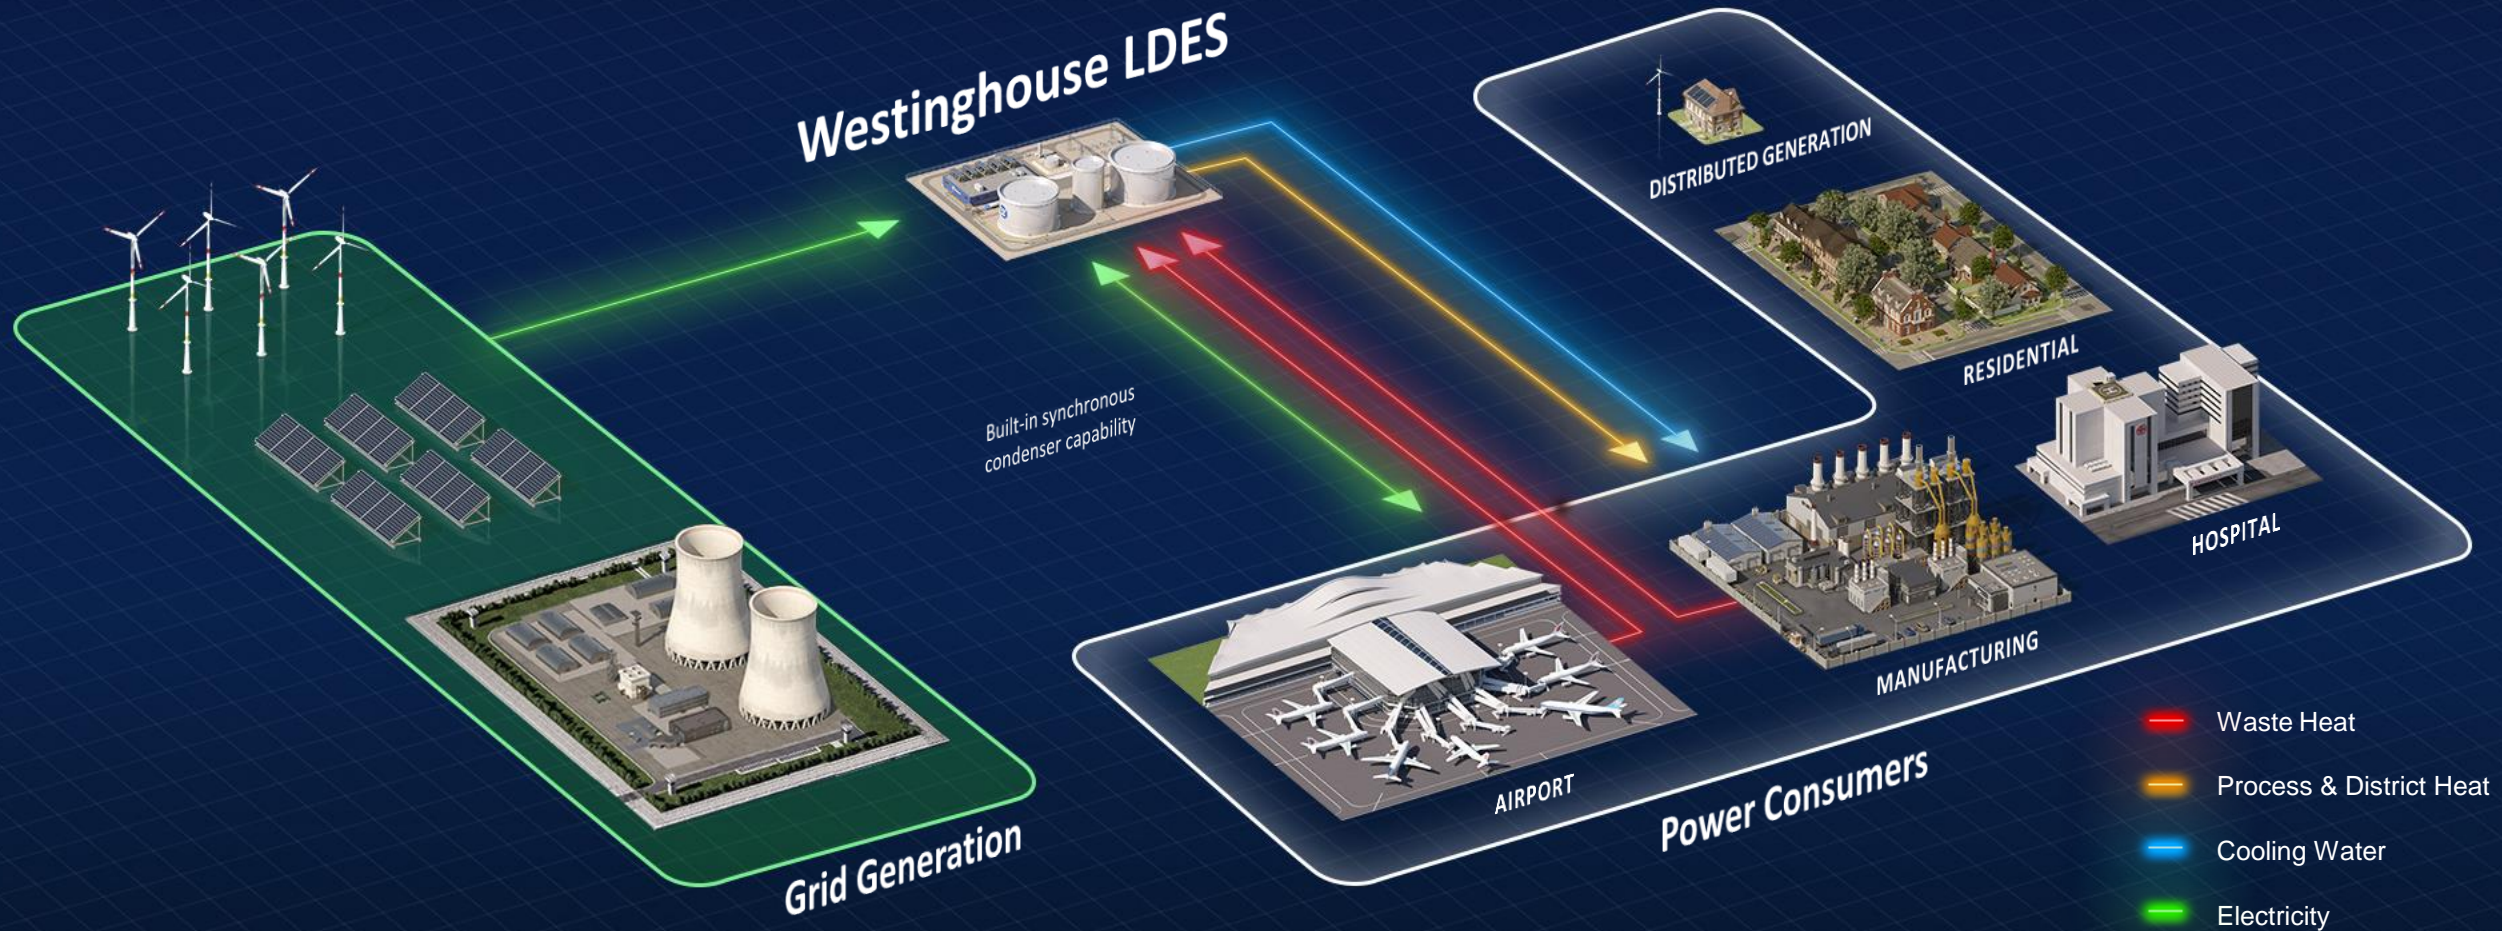 Westinghouse LDES
DISTRIBUTED GENERATION
RESIDENTIAL
Built-in synchronous
condenser capability
HOSPITAL
MANUFACTURING
AIRPORT
Power Consumers
Grid Generation
Waste Heat
Process & District Heat
Cooling Water
Electricity